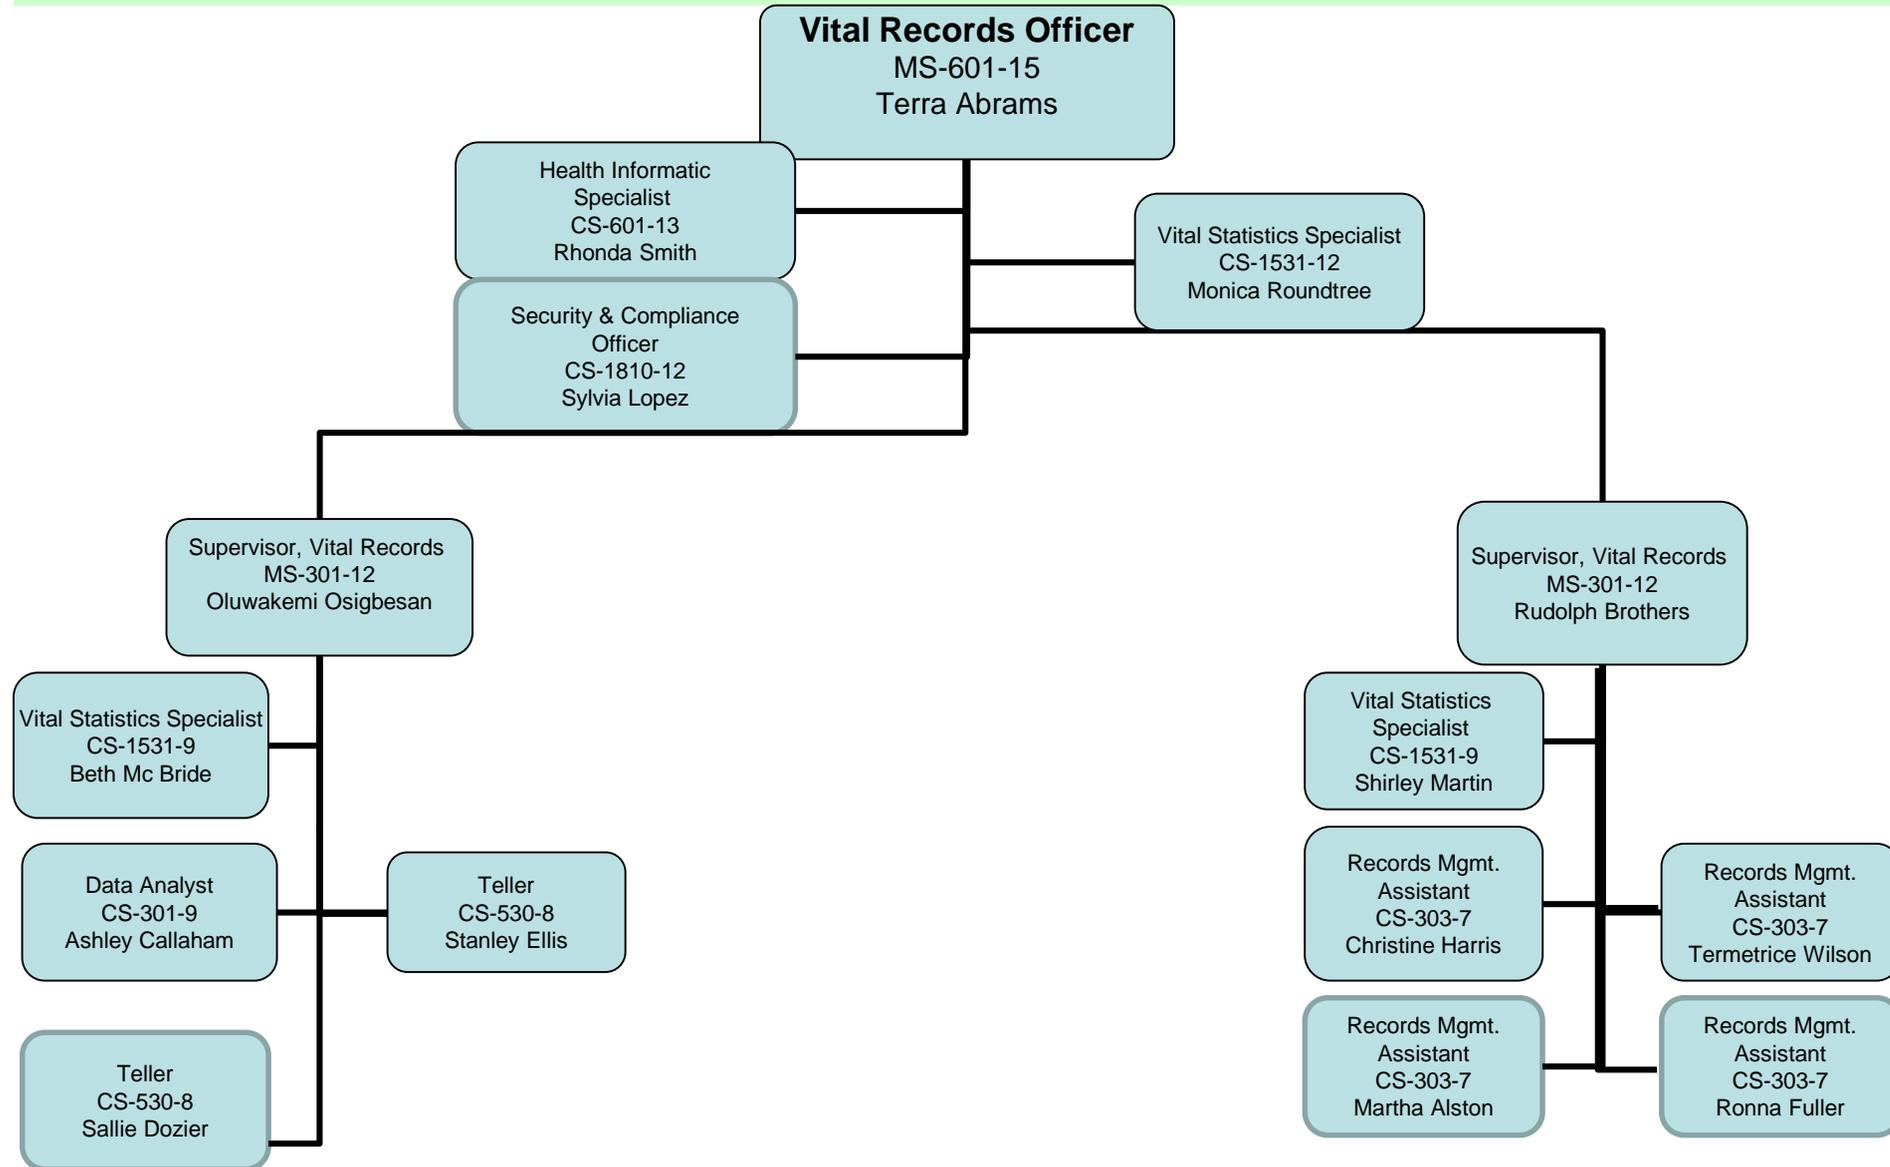 Vital Records Officer
MS-601-15
Terra Abrams
Health Informatic
Specialist
CS-601-13
Rhonda Smith
Vital Statistics Specialist
CS-1531-12
Monica Roundtree
Security & Compliance
Officer
CS-1810-12
Sylvia Lopez
Supervisor, Vital Records
MS-301-12
Oluwakemi Osigbesan
Supervisor, Vital Records
MS-301-12
Rudolph Brothers
Vital Statistics Specialist
CS-1531-9
Beth Mc Bride
Data Analyst
CS-301-9
Ashley Callaham
Teller
CS-530-8
Stanley Ellis
Teller
CS-530-8
Sallie Dozier
Vital Statistics
Specialist
CS-1531-9
Shirley Martin
Records Mgmt.
Assistant
CS-303-7
Christine Harris
Records Mgmt.
Assistant
CS-303-7
Termetrice Wilson
Records Mgmt.
Assistant
CS-303-7
Martha Alston
Records Mgmt.
Assistant
CS-303-7
Ronna Fuller